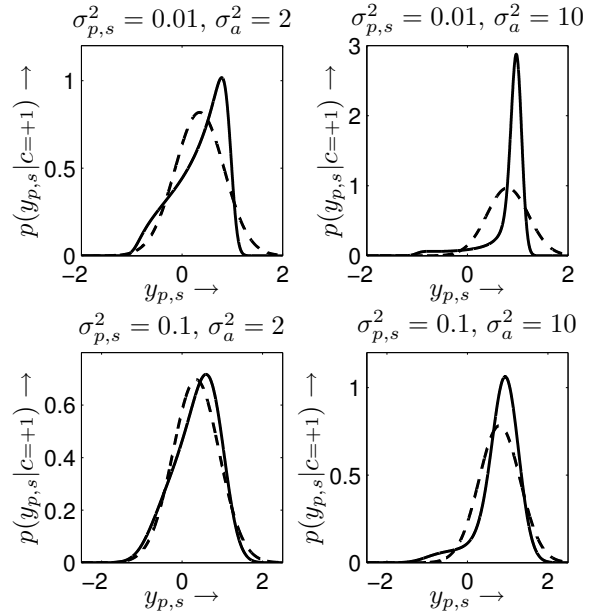 σ²_{p,s} = 0.01, σ²_a = 2
p(y_{p,s}|c=+1) →
1
0.5
0
−2 0 2
y_{p,s} →
σ²_{p,s} = 0.01, σ²_a = 10
p(y_{p,s}|c=+1) →
3
2
1
0
−2 0 2
y_{p,s} →
σ²_{p,s} = 0.1, σ²_a = 2
p(y_{p,s}|c=+1) →
0.6
0.4
0.2
0
−2 0 2
y_{p,s} →
σ²_{p,s} = 0.1, σ²_a = 10
p(y_{p,s}|c=+1) →
1
0.5
0
−2 0 2
y_{p,s} →